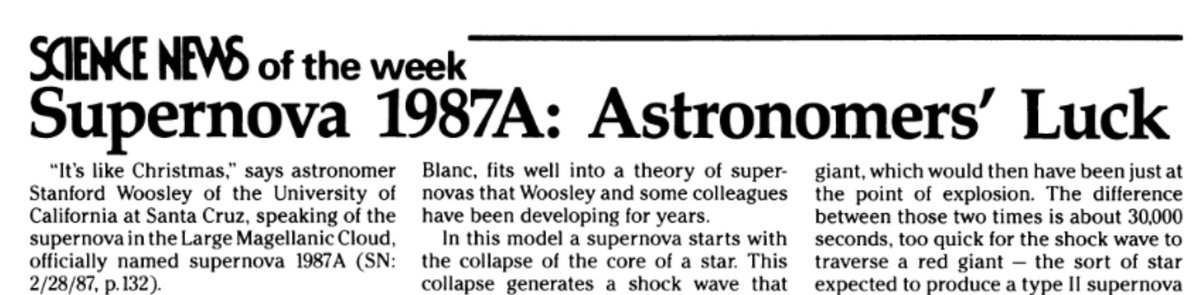 SCIENCE NEWS of the week
Supernova 1987A: Astronomers' Luck
"It's like Christmas," says astronomer
Stanford Woosley of the University of
California at Santa Cruz, speaking of the
supernova in the Large Magellanic Cloud,
officially named supernova 1987A (SN:
2/28/87, p.132).
Blanc, fits well into a theory of super-
novas that Woosley and some colleagues
have been developing for years.
In this model a supernova starts with
the collapse of the core of a star. This
collapse generates a shock wave that
giant, which would then have been just at
the point of explosion. The difference
between those two times is about 30,000
seconds, too quick for the shock wave to
traverse a red giant — the sort of star
expected to produce a type II supernova